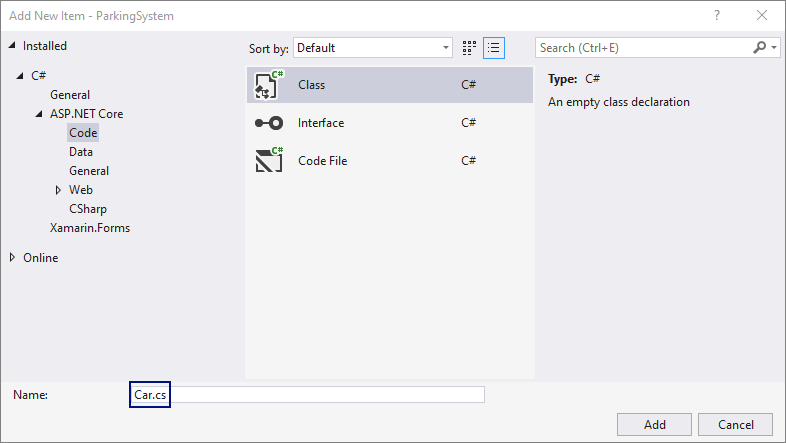 Add New Item - ParkingSystem ?
Installed
Sort by: Default
Search (Ctrl+E)
C#
General
ASP.NET Core
Code
Data
General
Web
CSharp
Xamarin.Forms
Online
C# Class C#
Interface C#
C# Code File C#
Type: C#
An empty class declaration
Name: Car.cs
Add Cancel